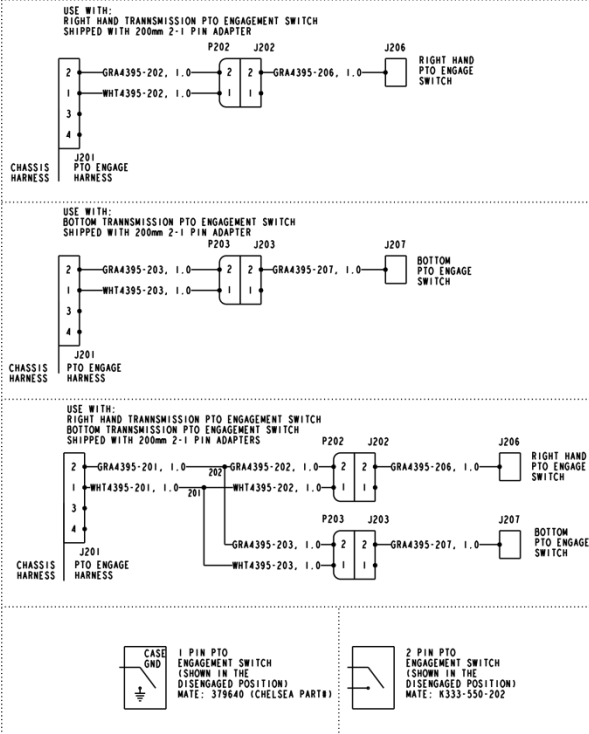 USE WITH:
RIGHT HAND TRANNSMISSION PTO ENGAGEMENT SWITCH
SHIPPED WITH 200mm 2-1 PIN ADAPTER
P202 J202 J206
2 GRA4395-202, 1.0 2 2 GRA4395-206, 1.0 RIGHT HAND
PTO ENGAGE
SWITCH
1 WHT4395-202, 1.0 1 1
3
4
J201
CHASSIS HARNESS
PTO ENGAGE HARNESS
USE WITH:
BOTTOM TRANNSMISSION PTO ENGAGEMENT SWITCH
SHIPPED WITH 200mm 2-1 PIN ADAPTER
P203 J203 J207
2 GRA4395-203, 1.0 2 2 GRA4395-207, 1.0 BOTTOM
PTO ENGAGE
SWITCH
1 WHT4395-203, 1.0 1 1
3
4
J201
CHASSIS HARNESS
PTO ENGAGE HARNESS
USE WITH:
RIGHT HAND TRANNSMISSION PTO ENGAGEMENT SWITCH
BOTTOM TRANNSMISSION PTO ENGAGEMENT SWITCH
SHIPPED WITH 200mm 2-1 PIN ADAPTERS
P202 J202 J206
2 GRA4395-201, 1.0 202 GRA4395-202, 1.0 2 2 GRA4395-206, 1.0 RIGHT HAND
PTO ENGAGE
SWITCH
1 WHT4395-201, 1.0 201 WHT4395-202, 1.0 1 1
3
4
P203 J203 J207
GRA4395-203, 1.0 2 2 GRA4395-207, 1.0 BOTTOM
PTO ENGAGE
SWITCH
WHT4395-203, 1.0 1 1
J201
CHASSIS HARNESS
PTO ENGAGE HARNESS
CASE
GND
1 PIN PTO
ENGAGEMENT SWITCH
(SHOWN IN THE
DISENGAGED POSITION)
MATE: 379640 (CHELSEA PART#)
2 PIN PTO
ENGAGEMENT SWITCH
(SHOWN IN THE
DISENGAGED POSITION)
MATE: K333-550-202